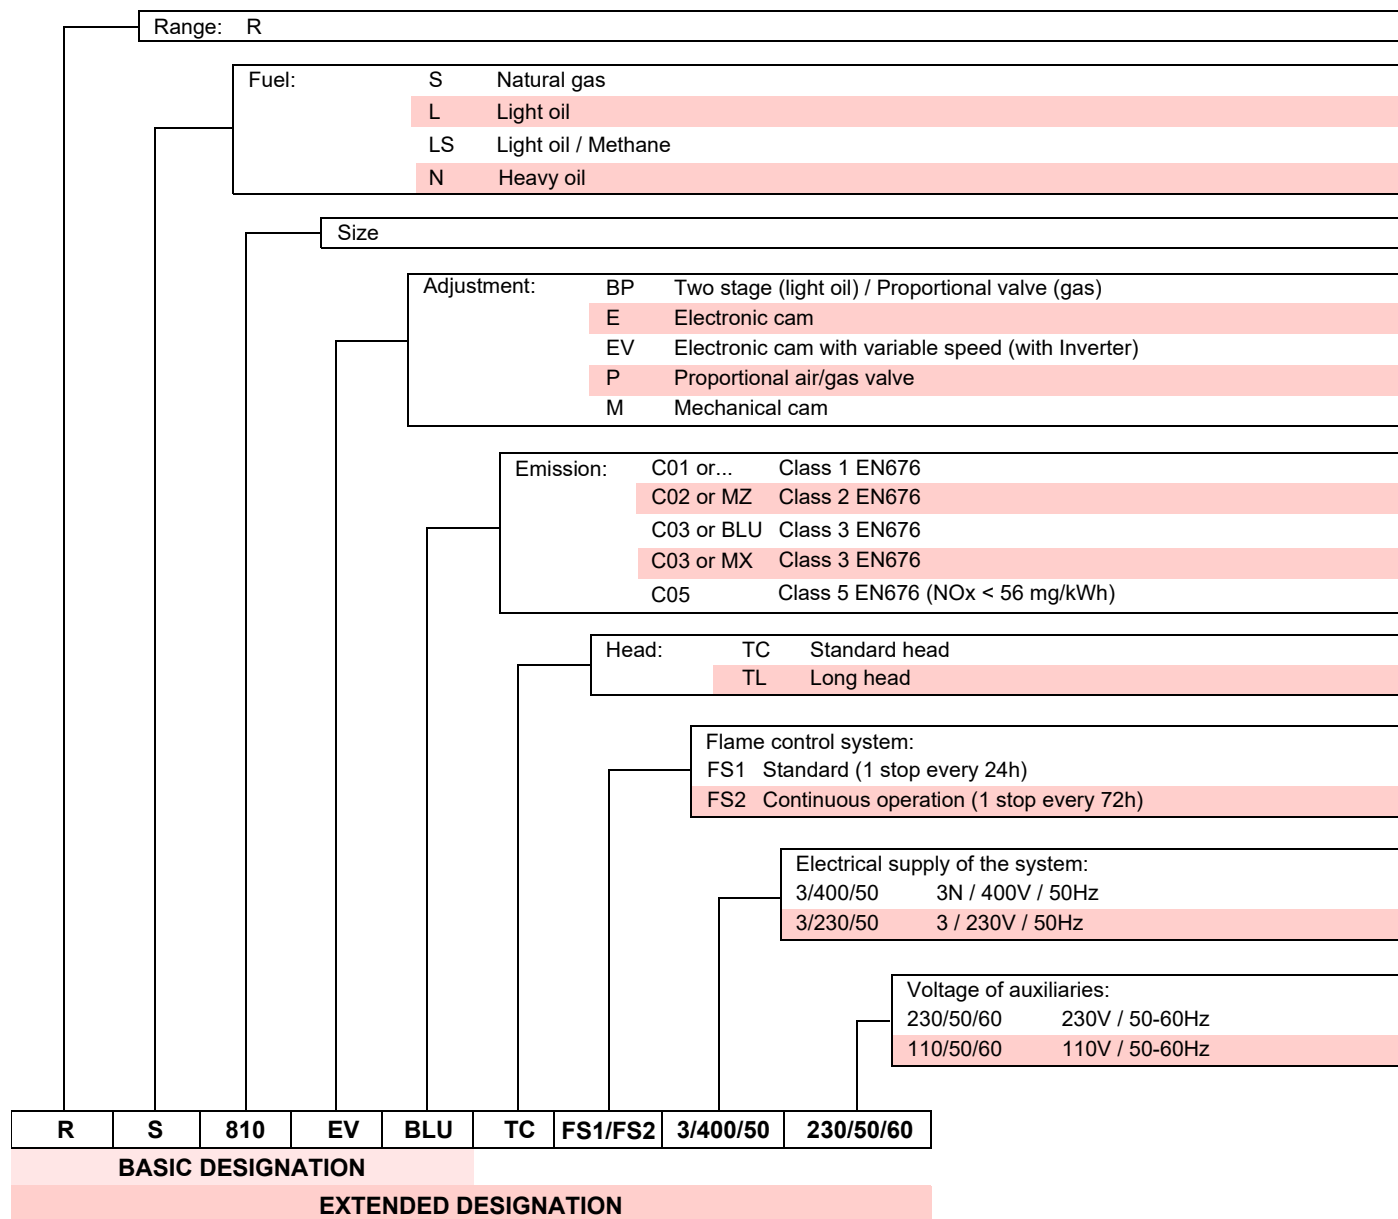 Range: R
Fuel: S Natural gas
L Light oil
LS Light oil / Methane
N Heavy oil
Size
Adjustment: BP Two stage (light oil) / Proportional valve (gas)
E Electronic cam
EV Electronic cam with variable speed (with Inverter)
P Proportional air/gas valve
M Mechanical cam
Emission: C01 or... Class 1 EN676
C02 or MZ Class 2 EN676
C03 or BLU Class 3 EN676
C03 or MX Class 3 EN676
C05 Class 5 EN676 (NOx < 56 mg/kWh)
Head: TC Standard head
TL Long head
Flame control system:
FS1 Standard (1 stop every 24h)
FS2 Continuous operation (1 stop every 72h)
Electrical supply of the system:
3/400/50 3N / 400V / 50Hz
3/230/50 3 / 230V / 50Hz
Voltage of auxiliaries:
230/50/60 230V / 50-60Hz
110/50/60 110V / 50-60Hz
R S 810 EV BLU TC FS1/FS2 3/400/50 230/50/60
BASIC DESIGNATION
EXTENDED DESIGNATION